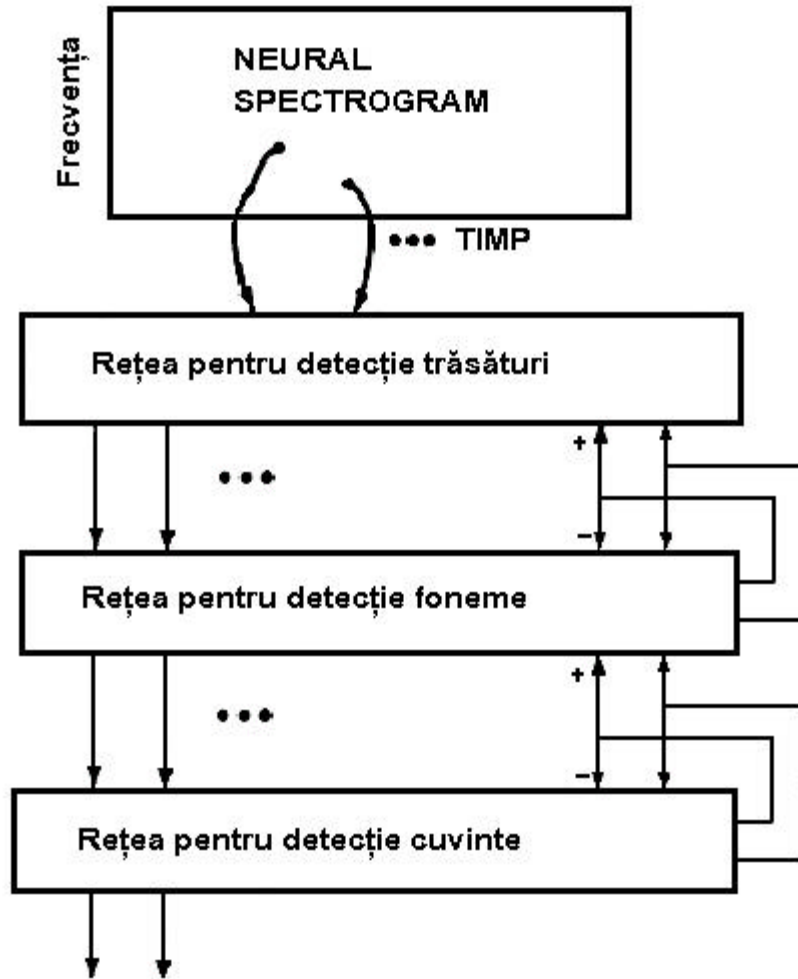 Frecvența
NEURAL
SPECTROGRAM
••• TIMP
Rețea pentru detecție trăsături
+
•••
–
Rețea pentru detecție foneme
+
•••
–
Rețea pentru detecție cuvinte